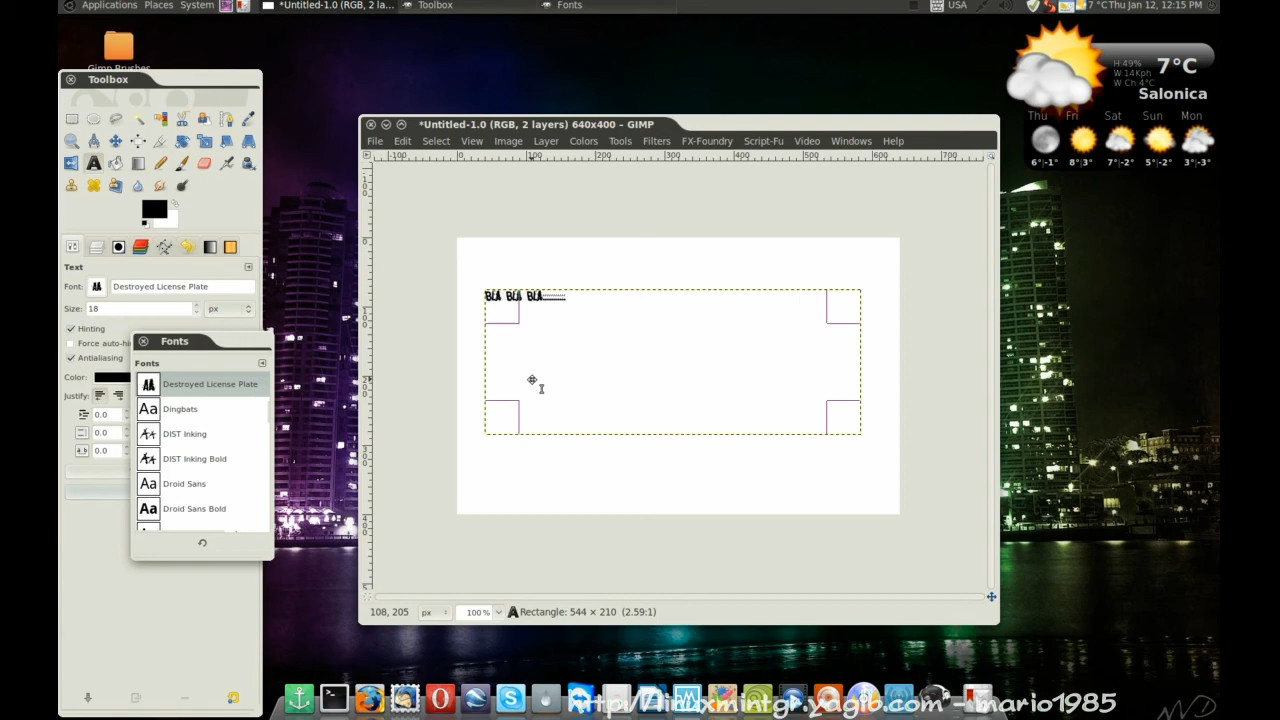 Applications Places System *Untitled-1.0 (RGB, 2 la... Toolbox Fonts USA 7 °C Thu Jan 12, 12:15 PM
Gimp Brushes
H: 49%
W:14Kph
W Ch:4°C
7°C
Salonica
Thu Fri Sat Sun Mon
6°|-1° 8°|3° 7°|-2° 5°|-2° 3°|-3°
Toolbox
Text
Font: Destroyed License Plate
Size: 18 px
Hinting
Force auto-hi
Antialiasing
Color:
Justify:
0.0
0.0
0.0
Fonts
Fonts
Destroyed License Plate
Dingbats
DIST Inking
DIST Inking Bold
Droid Sans
Droid Sans Bold
*Untitled-1.0 (RGB, 2 layers) 640x400 – GIMP
File Edit Select View Image Layer Colors Tools Filters FX-Foundry Script-Fu Video Windows Help
-100 0 100 200 300 400 500 600 700
BLA BLA BLA............
108, 205 px 100% Rectangle: 544 × 210 (2.59:1)
http://linuxmintgr.yagib.com - mario1985